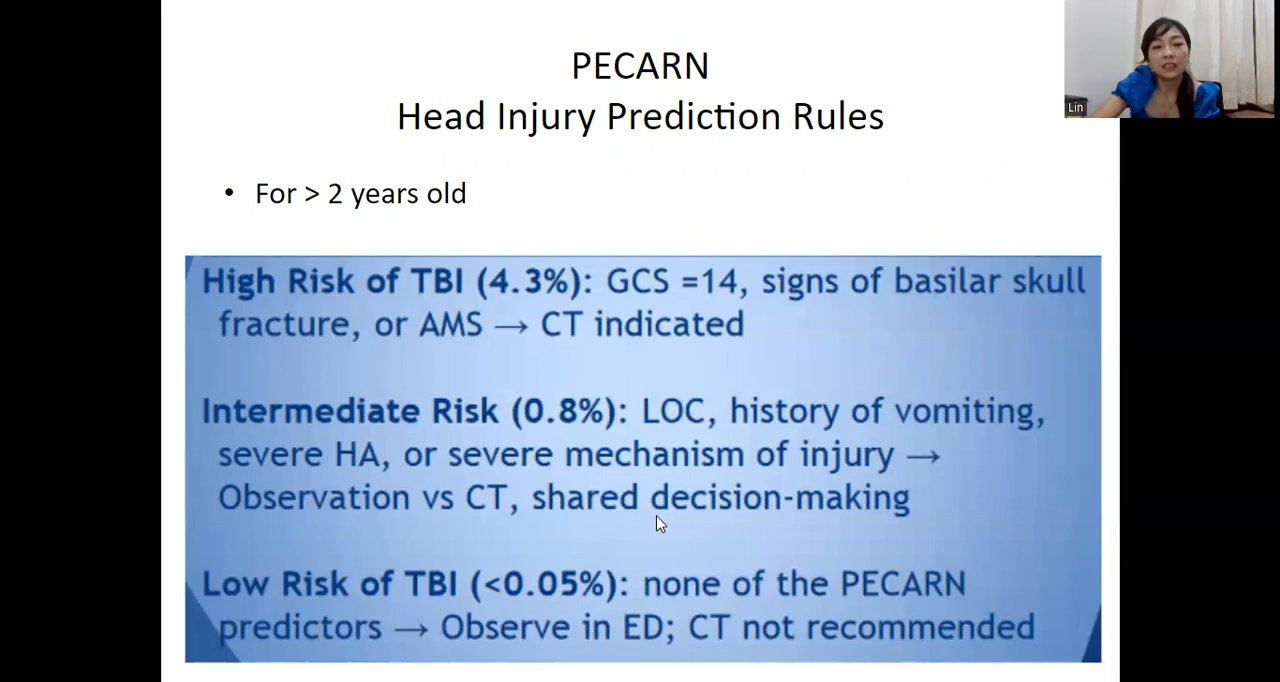 PECARN
Head Injury Prediction Rules
Lin
• For > 2 years old
High Risk of TBI (4.3%): GCS =14, signs of basilar skull
fracture, or AMS → CT indicated
Intermediate Risk (0.8%): LOC, history of vomiting,
severe HA, or severe mechanism of injury →
Observation vs CT, shared decision-making
Low Risk of TBI (<0.05%): none of the PECARN
predictors → Observe in ED; CT not recommended